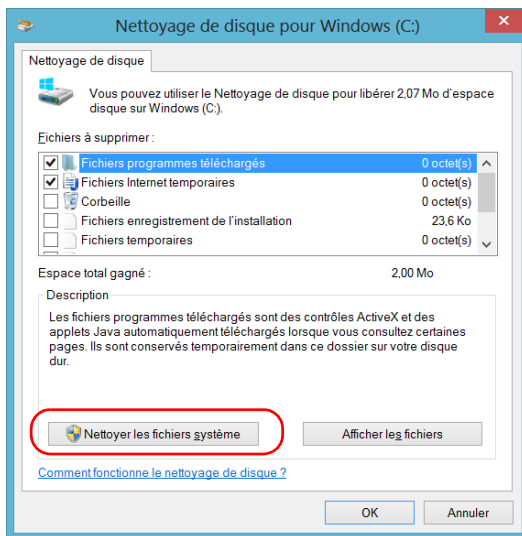 Nettoyage de disque pour Windows (C:)
Nettoyage de disque
Vous pouvez utiliser le Nettoyage de disque pour libérer 2,07 Mo d'espace
disque sur Windows (C:).
Fichiers à supprimer :
Fichiers programmes téléchargés 0 octet(s)
Fichiers Internet temporaires 0 octet(s)
Corbeille 0 octet(s)
Fichiers enregistrement de l'installation 23,6 Ko
Fichiers temporaires 0 octet(s)
Espace total gagné : 2,00 Mo
Description
Les fichiers programmes téléchargés sont des contrôles ActiveX et des
applets Java automatiquement téléchargés lorsque vous consultez certaines
pages. Ils sont conservés temporairement dans ce dossier sur votre disque
dur.
Nettoyer les fichiers système Afficher les fichiers
Comment fonctionne le nettoyage de disque ?
OK Annuler